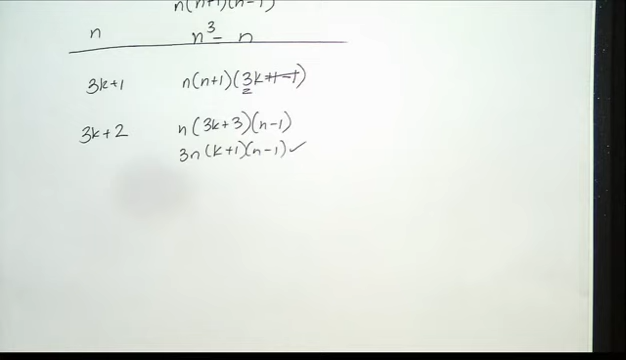 n(n+1)(n-1)
n n³ - n
3k+1 n(n+1)(3k+1-1)
3k+2 n(3k+3)(n-1)
3n(k+1)(n-1) ✓